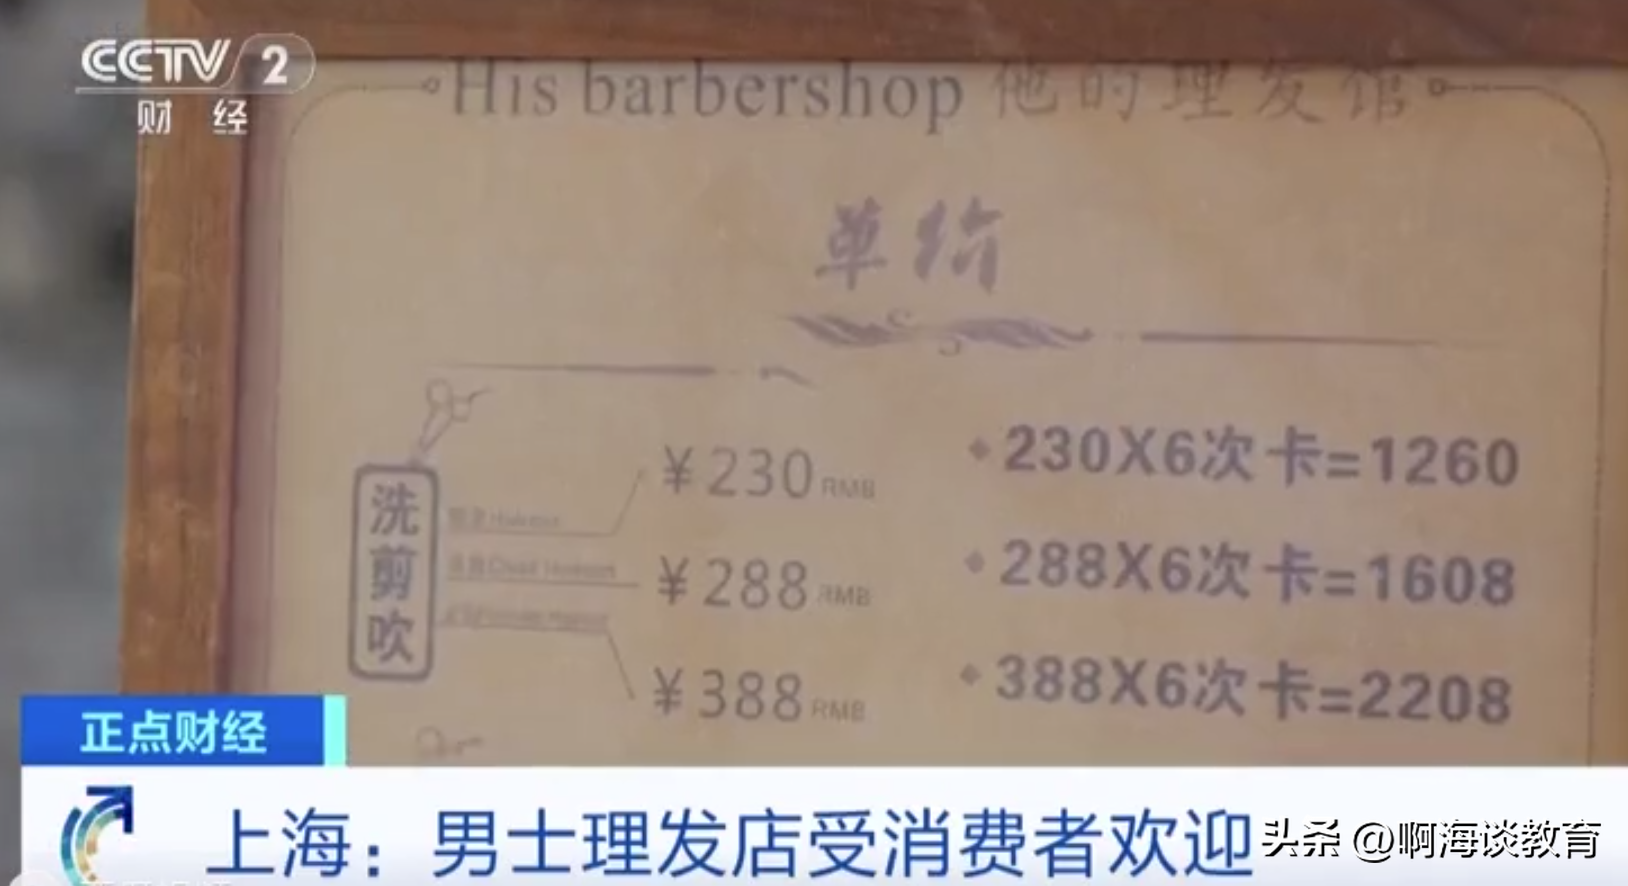 CCTV 2
财经
His barbershop 他的理发馆
单结
洗剪吹
¥230 RMB
230X6次卡=1260
¥288 RMB
288X6次卡=1608
¥388 RMB
388X6次卡=2208
正点财经
上海：男士理发店受消费者欢迎
头条 @啊海谈教育